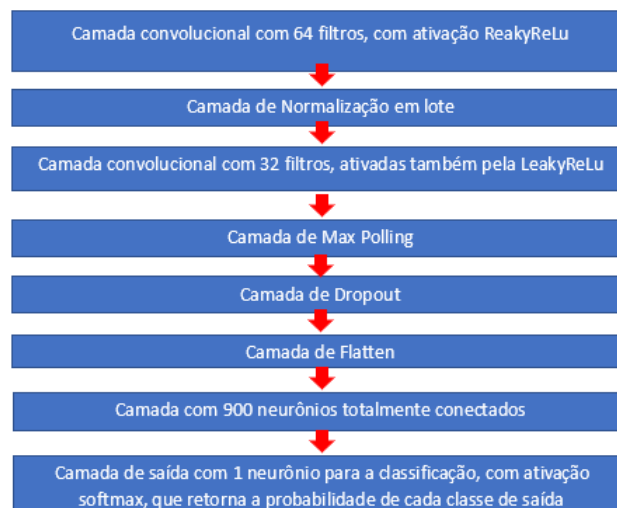 Camada convolucional com 64 filtros, com ativação ReakyReLu
Camada de Normalização em lote
Camada convolucional com 32 filtros, ativadas também pela LeakyReLu
Camada de Max Polling
Camada de Dropout
Camada de Flatten
Camada com 900 neurônios totalmente conectados
Camada de saída com 1 neurônio para a classificação, com ativação
softmax, que retorna a probabilidade de cada classe de saída